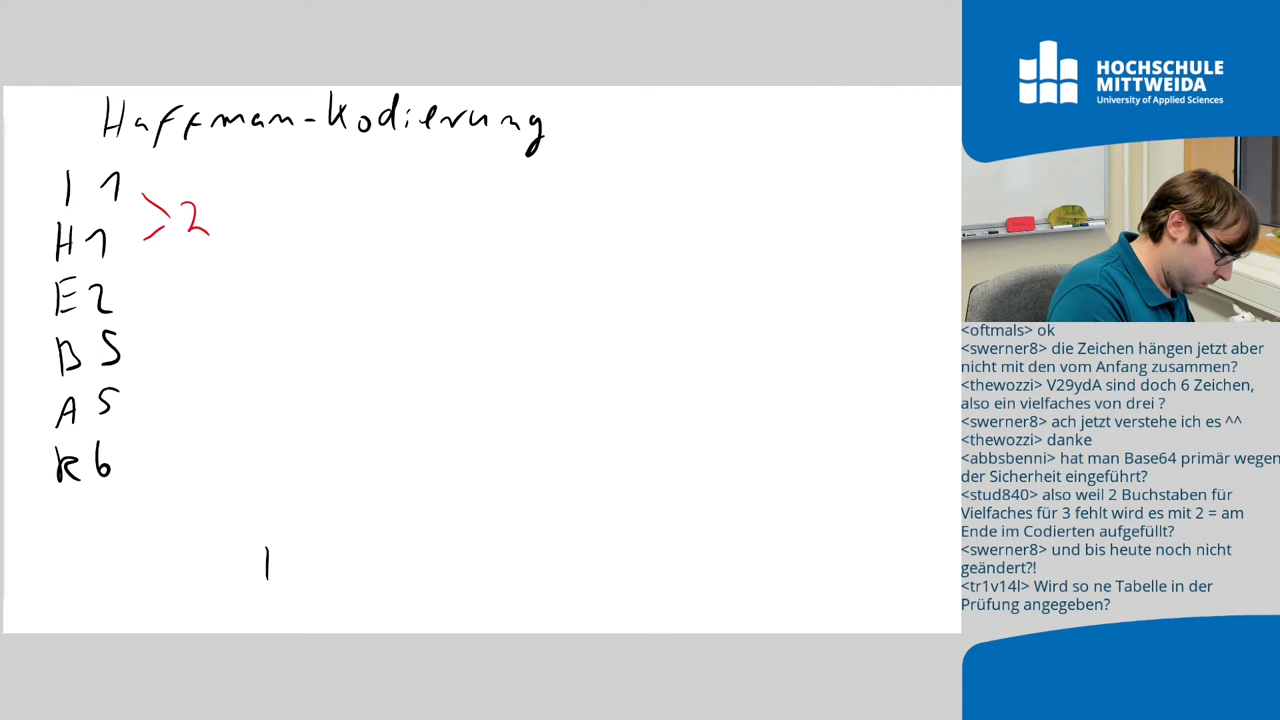 Huffman-Kodierung
I 1
H 1
> 2
E 2
B 5
A 5
K 6
I
HOCHSCHULE
MITTWEIDA
University of Applied Sciences
<oftmals> ok
<swerner8> die Zeichen hängen jetzt aber
nicht mit den vom Anfang zusammen?
<thewozzi> V29ydA sind doch 6 Zeichen,
also ein vielfaches von drei ?
<swerner8> ach jetzt verstehe ich es ^^
<thewozzi> danke
<abbsbenni> hat man Base64 primär wegen
der Sicherheit eingeführt?
<stud840> also weil 2 Buchstaben für
Vielfaches für 3 fehlt wird es mit 2 = am
Ende im Codierten aufgefüllt?
<swerner8> und bis heute noch nicht
geändert?!
<tr1v14l> Wird so ne Tabelle in der
Prüfung angegeben?